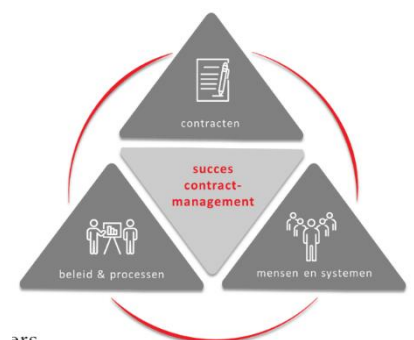 contracten
succes
contract-
management
beleid & processen
mensen en systemen